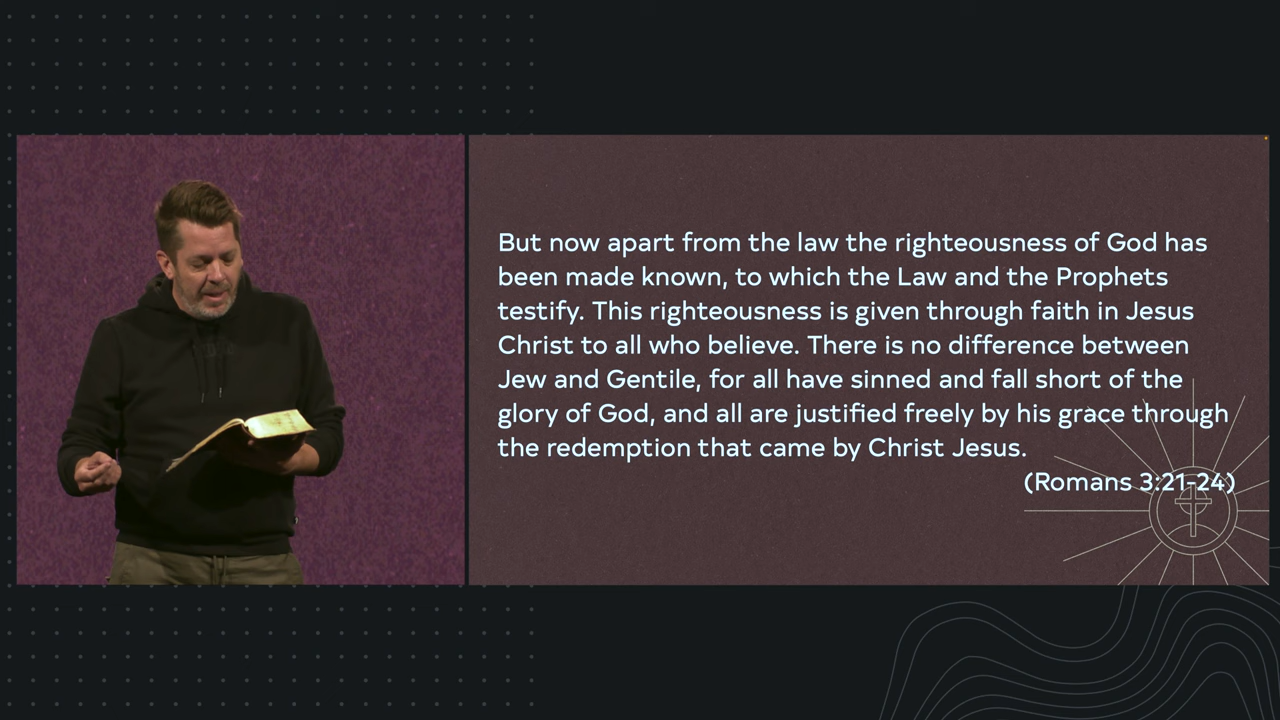 But now apart from the law the righteousness of God has
been made known, to which the Law and the Prophets
testify. This righteousness is given through faith in Jesus
Christ to all who believe. There is no difference between
Jew and Gentile, for all have sinned and fall short of the
glory of God, and all are justified freely by his grace through
the redemption that came by Christ Jesus.
(Romans 3:21-24)